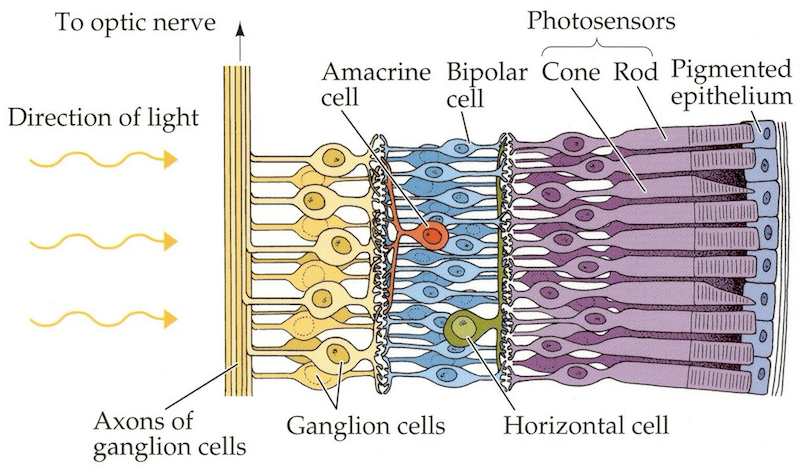 Photosensors
To optic nerve
Amacrine
cell
Bipolar
cell
Cone
Rod
Pigmented
epithelium
Direction of light
Axons of
ganglion cells
Ganglion cells
Horizontal cell